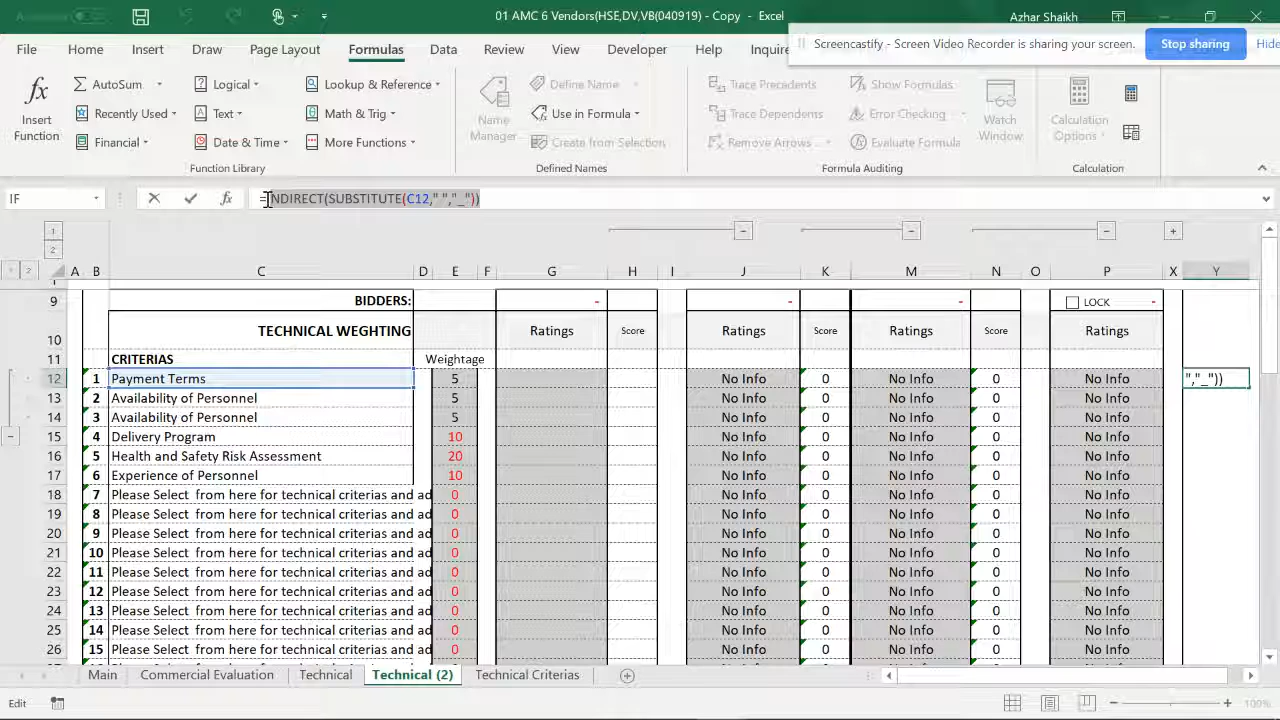 01 AMC 6 Vendors(HSE,DV,VB(040919) - Copy - Excel
Azhar Shaikh
File Home Insert Draw Page Layout Formulas Data Review View Developer Help Inquire
Screencastify - Screen Video Recorder is sharing your screen. Stop sharing Hide
fx Insert Function
AutoSum
Recently Used
Financial
Logical
Text
Date & Time
Lookup & Reference
Math & Trig
More Functions
Function Library
Name Manager
Define Name
Use in Formula
Create from Selection
Defined Names
Trace Precedents
Trace Dependents
Remove Arrows
Show Formulas
Error Checking
Evaluate Formula
Formula Auditing
Watch Window
Calculation Options
Calculation
IF fx =INDIRECT(SUBSTITUTE(C12," ","_"))
1
2
1 2 A B C D E F G H I J K L M N O P X Y
9 BIDDERS: - - - LOCK -
10 TECHNICAL WEGHTING Ratings Score Ratings Score Ratings Score Ratings
11 CRITERIAS Weightage
12 1 Payment Terms 5 No Info 0 No Info 0 No Info ","_"))
13 2 Availability of Personnel 5 No Info 0 No Info 0 No Info
14 3 Availability of Personnel 5 No Info 0 No Info 0 No Info
15 4 Delivery Program 10 No Info 0 No Info 0 No Info
16 5 Health and Safety Risk Assessment 20 No Info 0 No Info 0 No Info
17 6 Experience of Personnel 10 No Info 0 No Info 0 No Info
18 7 Please Select from here for technical criterias and ad 0 No Info 0 No Info 0 No Info
19 8 Please Select from here for technical criterias and ad 0 No Info 0 No Info 0 No Info
20 9 Please Select from here for technical criterias and ad 0 No Info 0 No Info 0 No Info
21 10 Please Select from here for technical criterias and ad 0 No Info 0 No Info 0 No Info
22 11 Please Select from here for technical criterias and ad 0 No Info 0 No Info 0 No Info
23 12 Please Select from here for technical criterias and ad 0 No Info 0 No Info 0 No Info
24 13 Please Select from here for technical criterias and ad 0 No Info 0 No Info 0 No Info
25 14 Please Select from here for technical criterias and ad 0 No Info 0 No Info 0 No Info
26 15 Please Select from here for technical criterias and ad 0 No Info 0 No Info 0 No Info
Main Commercial Evaluation Technical Technical (2) Technical Criterias
Edit 100%